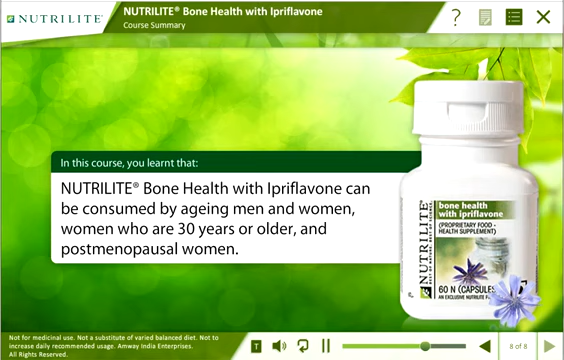 NUTRILITE®
NUTRILITE® Bone Health with Ipriflavone
Course Summary
?
In this course, you learnt that:
NUTRILITE® Bone Health with Ipriflavone can
be consumed by ageing men and women,
women who are 30 years or older, and
postmenopausal women.
NUTRILITE
bone health
with ipriflavone
(PROPRIETARY FOOD -
HEALTH SUPPLEMENT)
60 N (CAPSULES
AN EXCLUSIVE NUTRILITE
Not for medicinal use. Not a substitute of varied balanced diet. Not to
increase daily recommended usage. Amway India Enterprises.
All Rights Reserved.
T
8 of 8